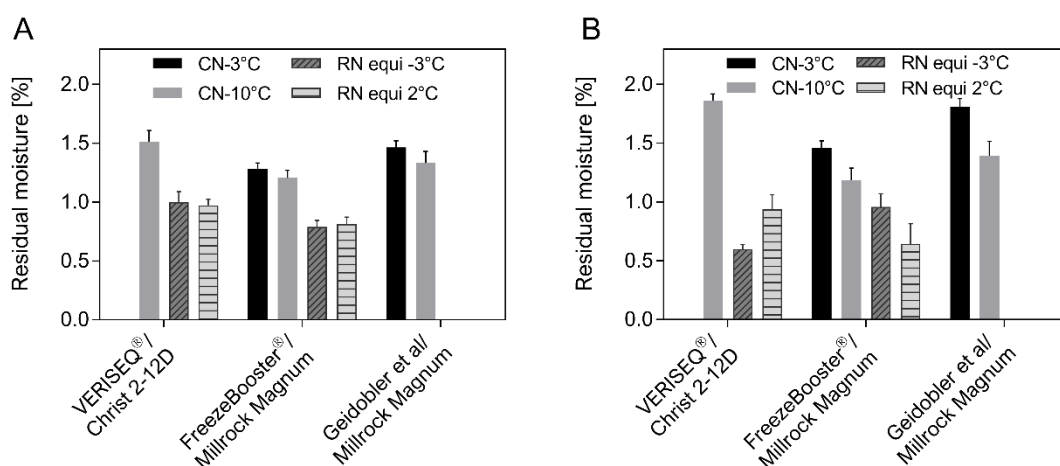 A
Residual moisture [%]
2.0
1.5
1.0
0.5
0.0
CN-3°C
CN-10°C
RN equi -3°C
RN equi 2°C
VERISEQ®/
Christ 2-12D
FreezeBooster®/
Millrock Magnum
Geidobler et al/
Millrock Magnum
B
Residual moisture [%]
2.0
1.5
1.0
0.5
0.0
CN-3°C
CN-10°C
RN equi -3°C
RN equi 2°C
VERISEQ®/
Christ 2-12D
FreezeBooster®/
Millrock Magnum
Geidobler et al/
Millrock Magnum